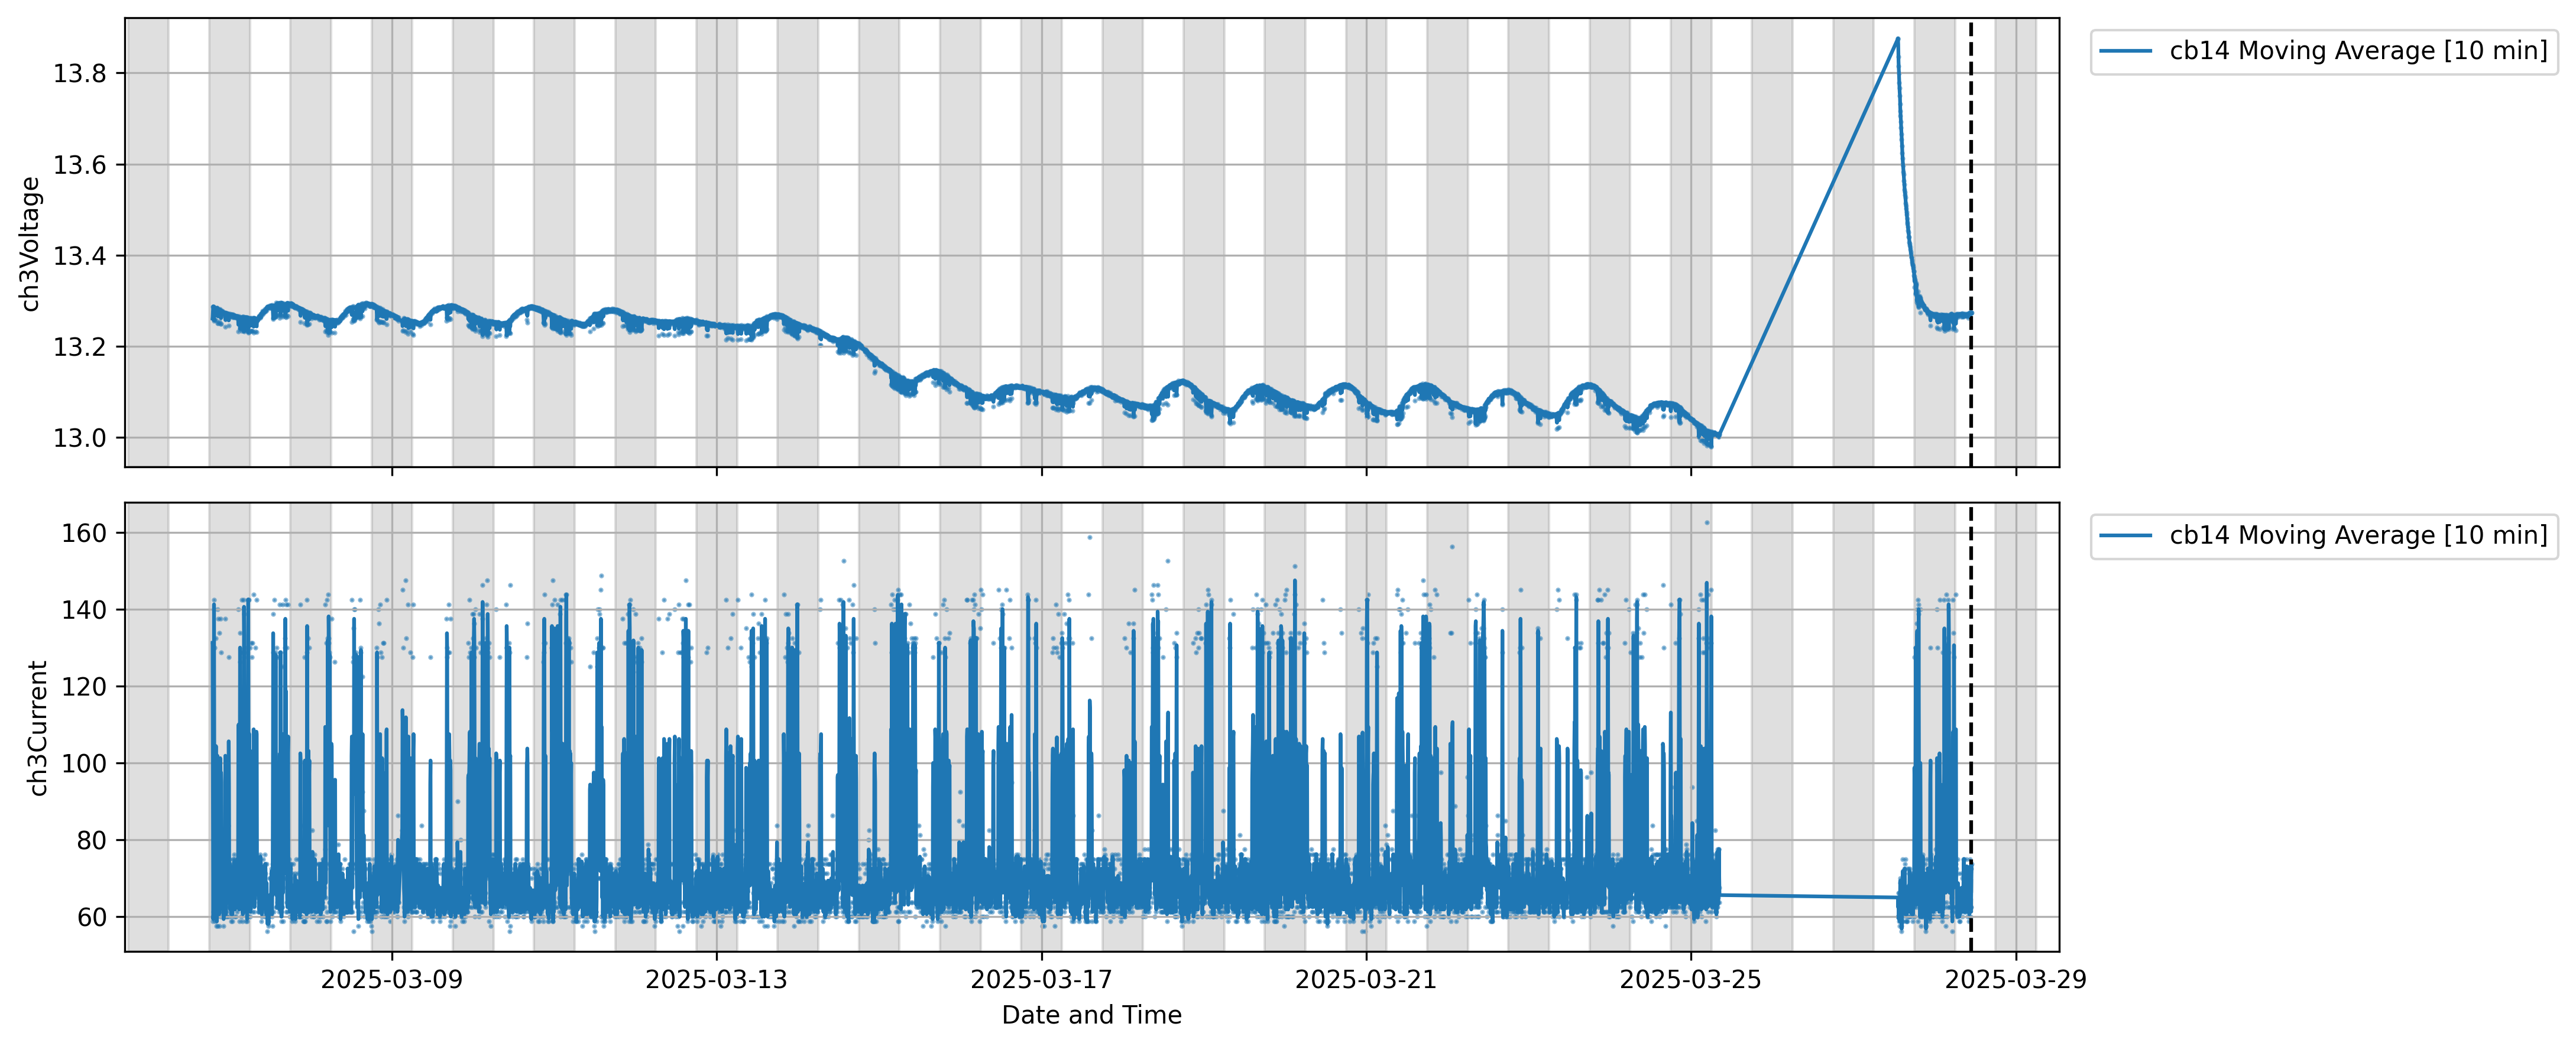 cb14 Moving Average [10 min]
ch3Voltage
13.8
13.6
13.4
13.2
13.0
cb14 Moving Average [10 min]
ch3Current
160
140
120
100
80
60
2025-03-09 2025-03-13 2025-03-17 2025-03-21 2025-03-25 2025-03-29
Date and Time